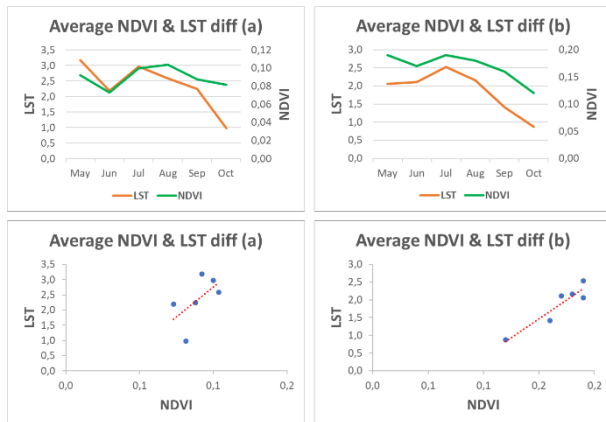 Average NDVI & LST diff (a)
3,5
3,0
2,5
2,0
1,5
1,0
0,5
0,0
LST
0,12
0,10
0,08
0,06
0,04
0,02
0,00
NDVI
May Jun Jul Aug Sep Oct
LST NDVI
Average NDVI & LST diff (b)
3,0
2,5
2,0
1,5
1,0
0,5
0,0
LST
0,20
0,15
0,10
0,05
0,00
NDVI
May Jun Jul Aug Sep Oct
LST NDVI
Average NDVI & LST diff (a)
3,5
3,0
2,5
2,0
1,5
1,0
0,5
0,0
LST
0,0 0,1 0,1 0,2
NDVI
Average NDVI & LST diff (b)
3,0
2,5
2,0
1,5
1,0
0,5
0,0
LST
0,0 0,1 0,1 0,2 0,2
NDVI